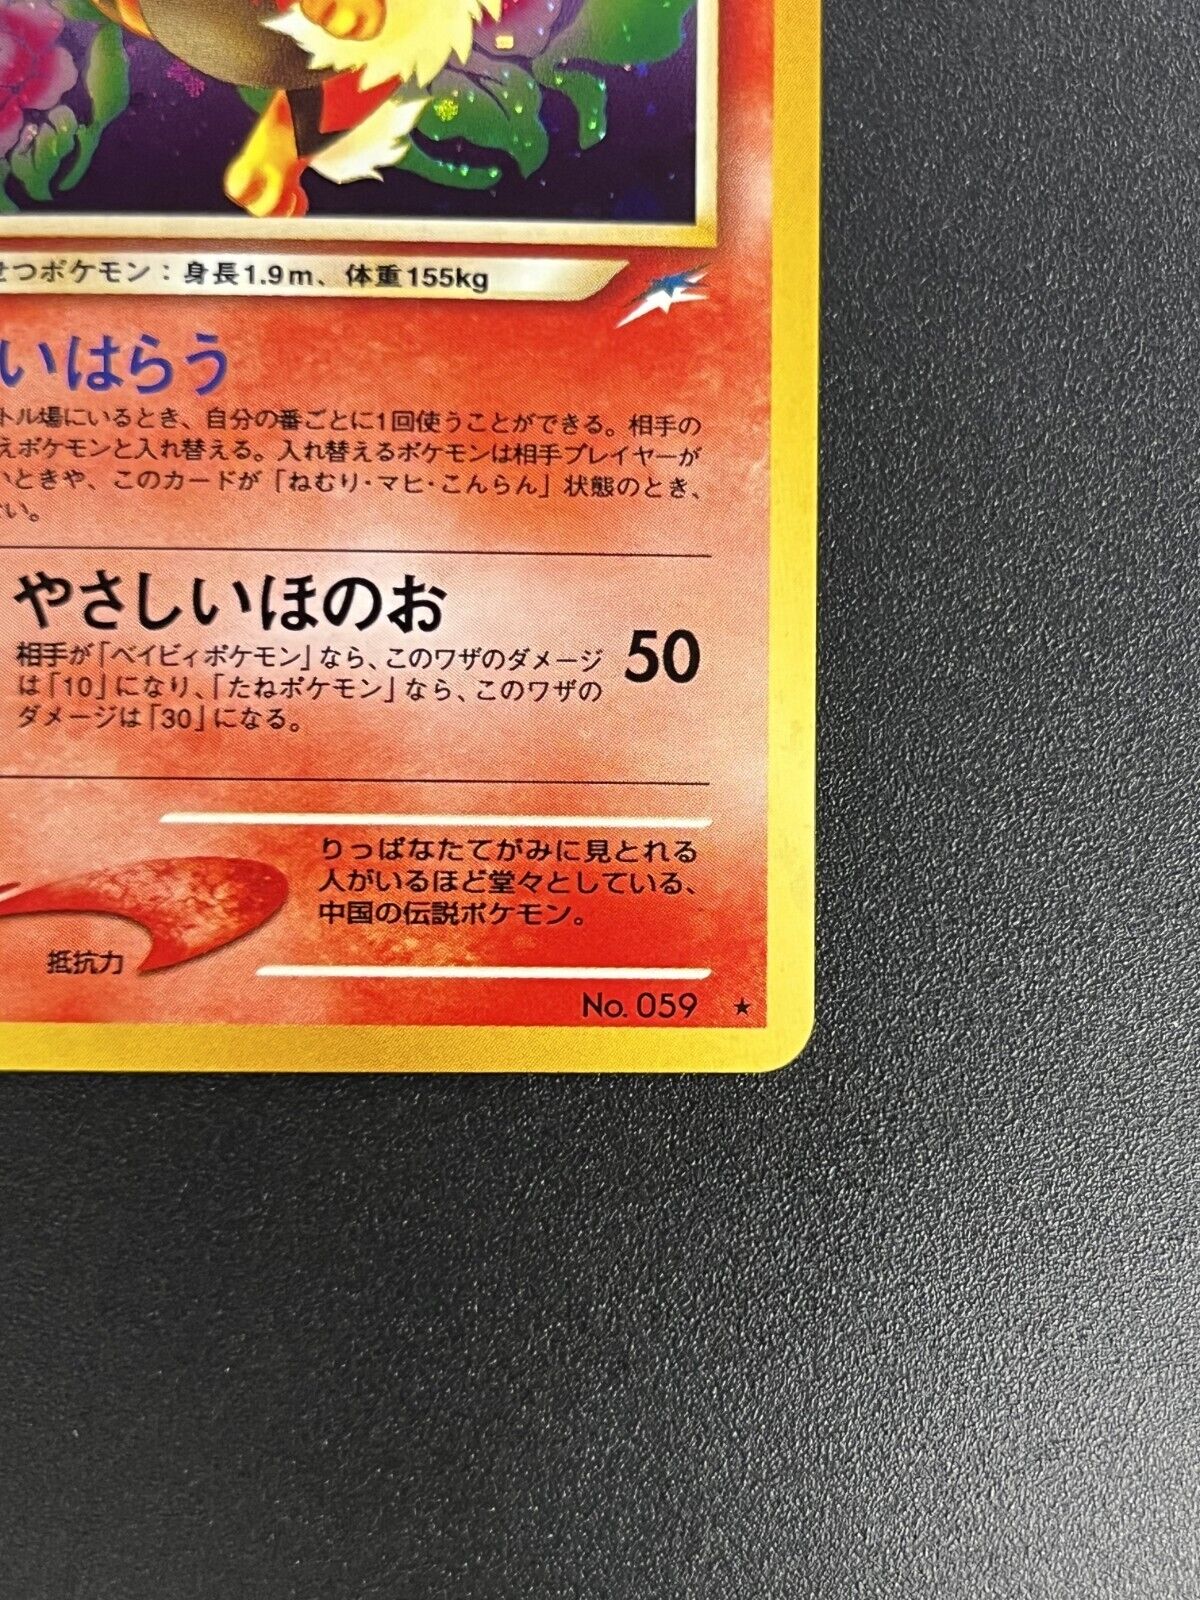 せつポケモン：身長1.9m、体重155kg
いはらう
トル場にいるとき、自分の番ごとに1回使うことができる。相手の
えポケモンと入れ替える。入れ替えるポケモンは相手プレイヤーが
いときや、このカードが「ねむり・マヒ・こんらん」状態のとき、
い。
やさしいほのお
50
相手が「ベイビィポケモン」なら、このワザのダメージ
は「10」になり、「たねポケモン」なら、このワザの
ダメージは「30」になる。
りっぱなたてがみに見とれる
人がいるほど堂々としている、
中国の伝説ポケモン。
抵抗力
No. 059 ★